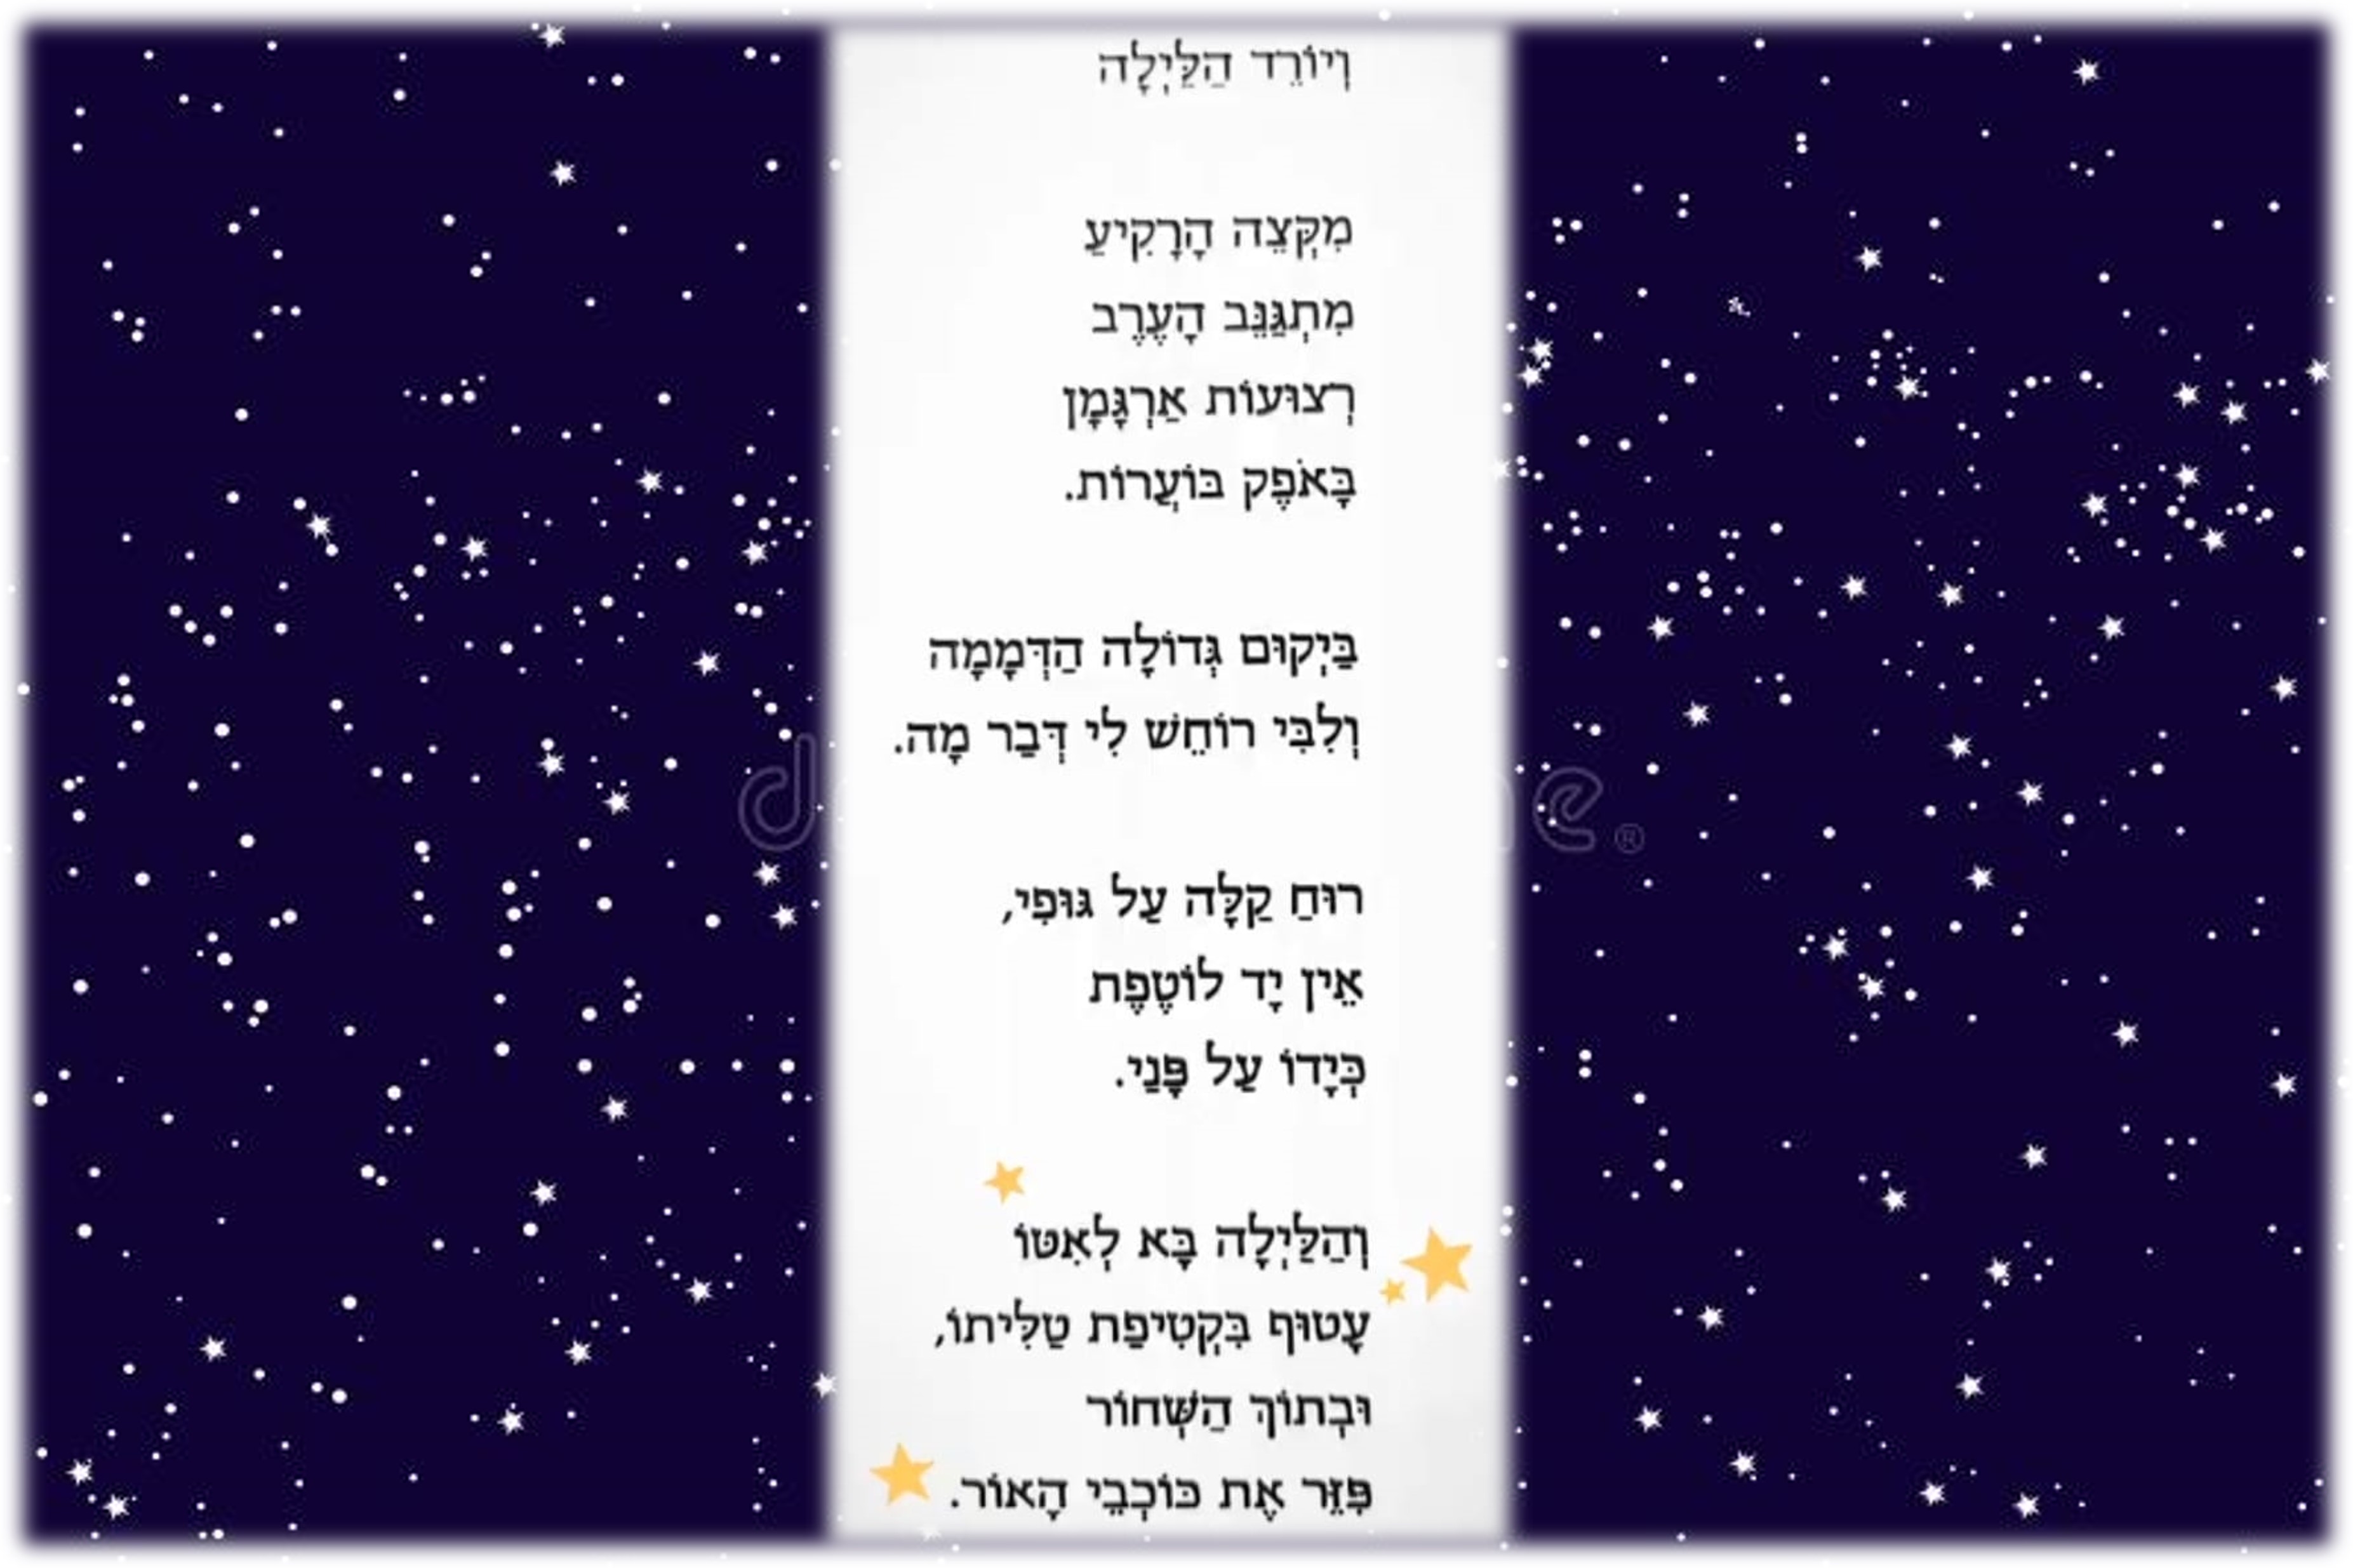 וְיוֹרֵד הַלַּיְלָה
מִקְּצֵה הָרָקִיעַ
מִתְגַּנֵּב הָעֶרֶב
רְצוּעוֹת אַרְגָּמָן
בָּאֹפֶק בּוֹעֲרוֹת.
בַּיְקוּם גְּדוֹלָה הַדְּמָמָה
וְלִבִּי רוֹחֵשׁ לִי דְּבַר מָה.
רוּחַ קַלָּה עַל גּוּפִי,
אֵין יָד לוֹטֶפֶת
כְּיָדוֹ עַל פָּנַי.
וְהַלַּיְלָה בָּא לְאִטּוֹ
עָטוּף בִּקְטִיפַת טַלִּיתוֹ,
וּבְתוֹךְ הַשְּׁחוֹר
פִּזֵּר אֶת כּוֹכְבֵי הָאוֹר.